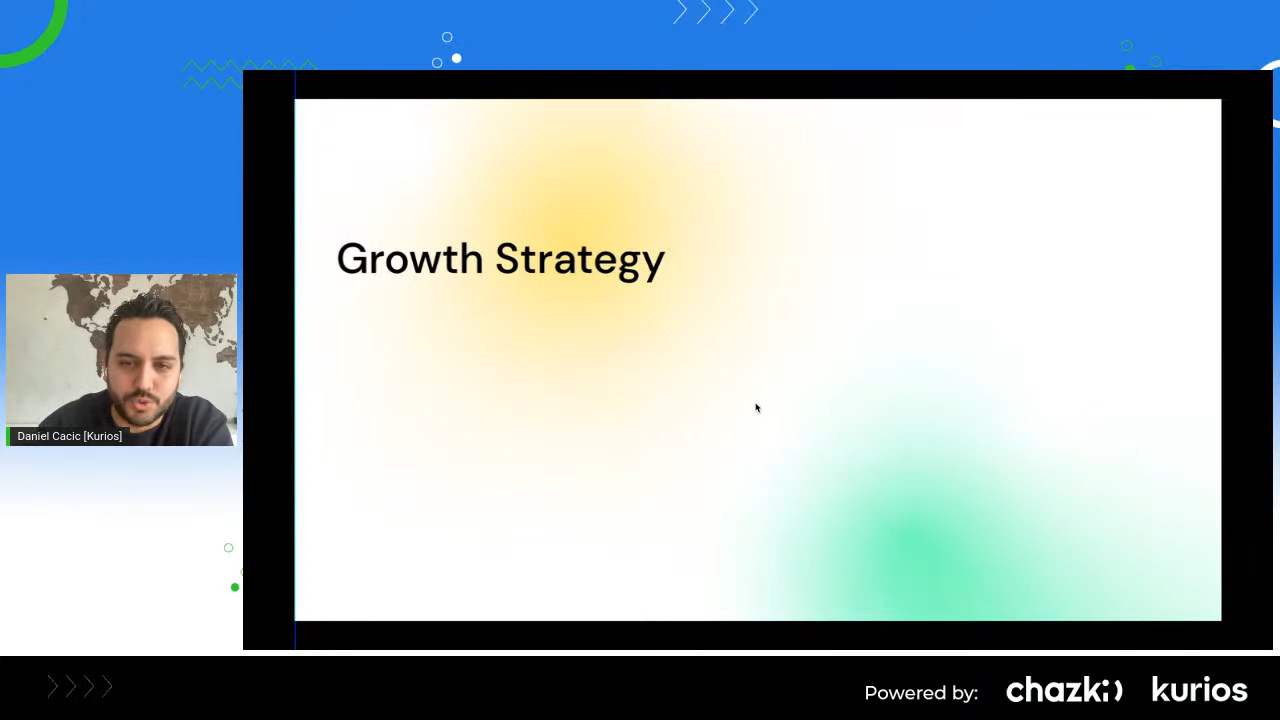 Growth Strategy
Daniel Cacic [Kurios]
Powered by: chazki kurios